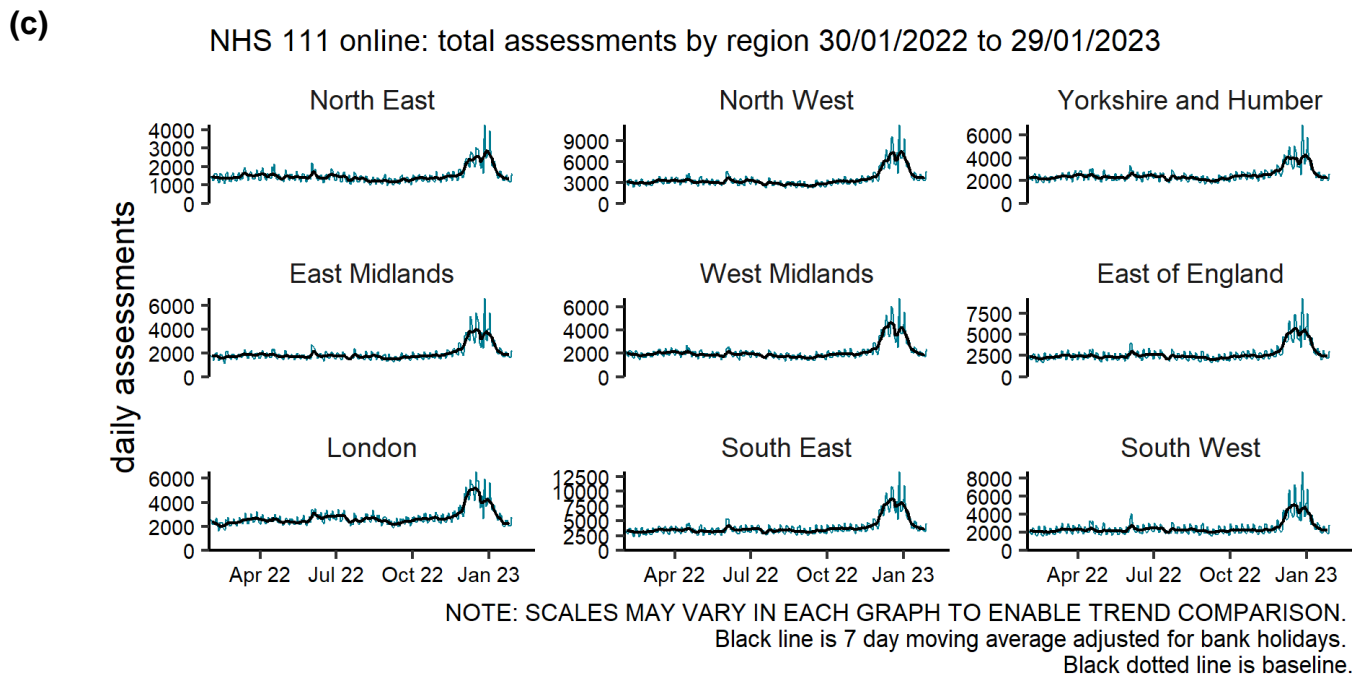 (c)
NHS 111 online: total assessments by region 30/01/2022 to 29/01/2023
daily assessments
North East
4000
3000
2000
1000
0
North West
9000
6000
3000
0
Yorkshire and Humber
6000
4000
2000
0
East Midlands
6000
4000
2000
0
West Midlands
6000
4000
2000
0
East of England
7500
5000
2500
0
London
6000
4000
2000
0
Apr 22 Jul 22 Oct 22 Jan 23
South East
12500
10000
7500
5000
2500
0
Apr 22 Jul 22 Oct 22 Jan 23
South West
8000
6000
4000
2000
0
Apr 22 Jul 22 Oct 22 Jan 23
NOTE: SCALES MAY VARY IN EACH GRAPH TO ENABLE TREND COMPARISON.
Black line is 7 day moving average adjusted for bank holidays.
Black dotted line is baseline.